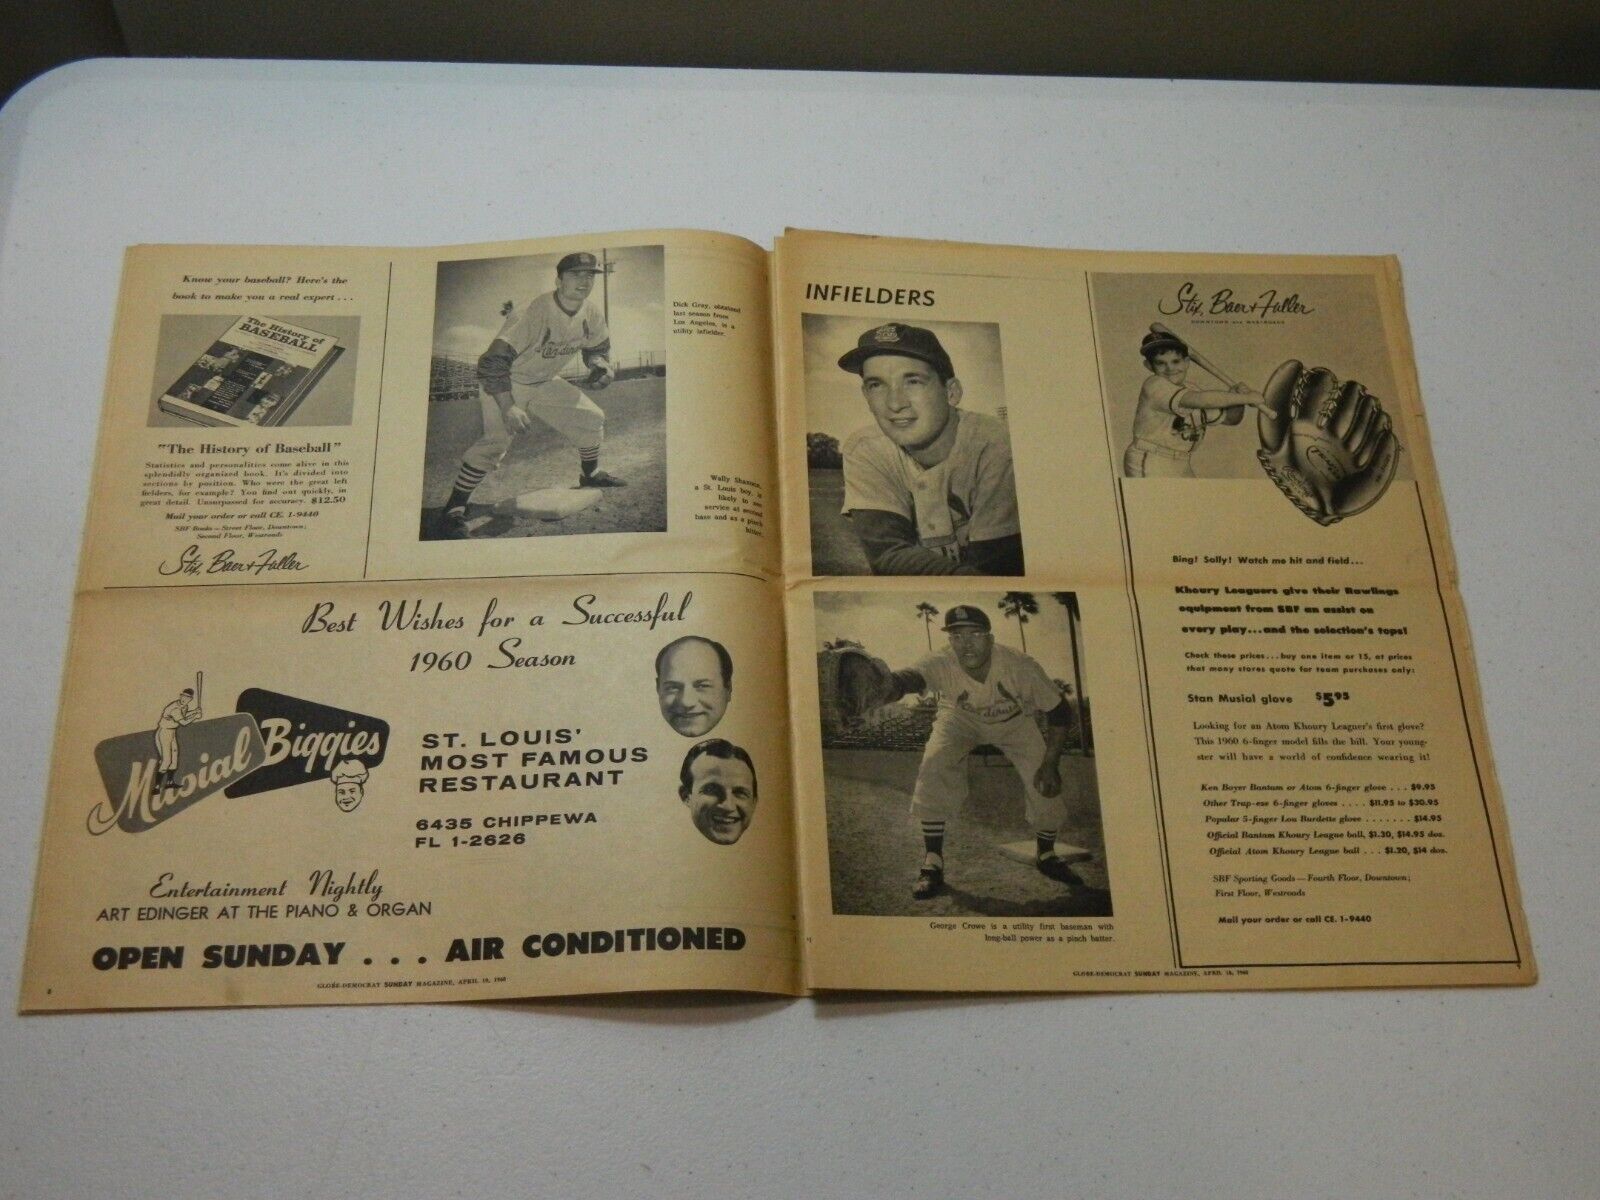 Know your baseball? Here's the
book to make you a real expert . . .
The History of
BASEBALL
"The History of Baseball"
Statistics and personalities come alive in this
splendidly organized book. It's divided into
sections by position. Who were the great left
fielders, for example? You find out quickly, in
great detail. Unsurpassed for accuracy. $12.50
Mail your order or call CE. 1-9440
SBF Books—Street Floor, Downtown;
Second Floor, Westroads
Stix, Baer & Fuller
Cardinals
Dick Gray, obtained
last season from
Los Angeles, is a
utility infielder.
Wally Shannon,
a St. Louis boy, is
likely to see
service at second
base and as a pinch
hitter.
Best Wishes for a Successful
1960 Season
Musial Biggies
ST. LOUIS'
MOST FAMOUS
RESTAURANT
6435 CHIPPEWA
FL 1-2626
Entertainment Nightly
ART EDINGER AT THE PIANO & ORGAN
OPEN SUNDAY . . . AIR CONDITIONED
8
GLOBE-DEMOCRAT SUNDAY MAGAZINE, APRIL 10, 1960
INFIELDERS
Cardinals
George Crowe is a utility first baseman with
long-ball power as a pinch batter.
Stix, Baer & Fuller
DOWNTOWN and WESTROADS
Bing! Solly! Watch me hit and field...
Khoury Leaguers give their Rawlings
equipment from SBF an assist on
every play...and the selection's tops!
Check these prices...buy one item or 15, at prices
that many stores quote for team purchases only:
Stan Musial glove $5.95
Looking for an Atom Khoury Leaguer's first glove?
This 1960 6-finger model fills the bill. Your young-
ster will have a world of confidence wearing it!
Ken Boyer Bantam or Atom 6-finger glove . . . $9.95
Other Trap-eze 6-finger gloves . . . . $11.95 to $30.95
Popular 5-finger Lou Burdette glove . . . . . . . $14.95
Official Bantam Khoury League ball, $1.30, $14.95 doz.
Official Atom Khoury League ball . . . $1.20, $14 doz.
SBF Sporting Goods—Fourth Floor, Downtown;
First Floor, Westroads
Mail your order or call CE. 1-9440
GLOBE-DEMOCRAT SUNDAY MAGAZINE, APRIL 10, 1960